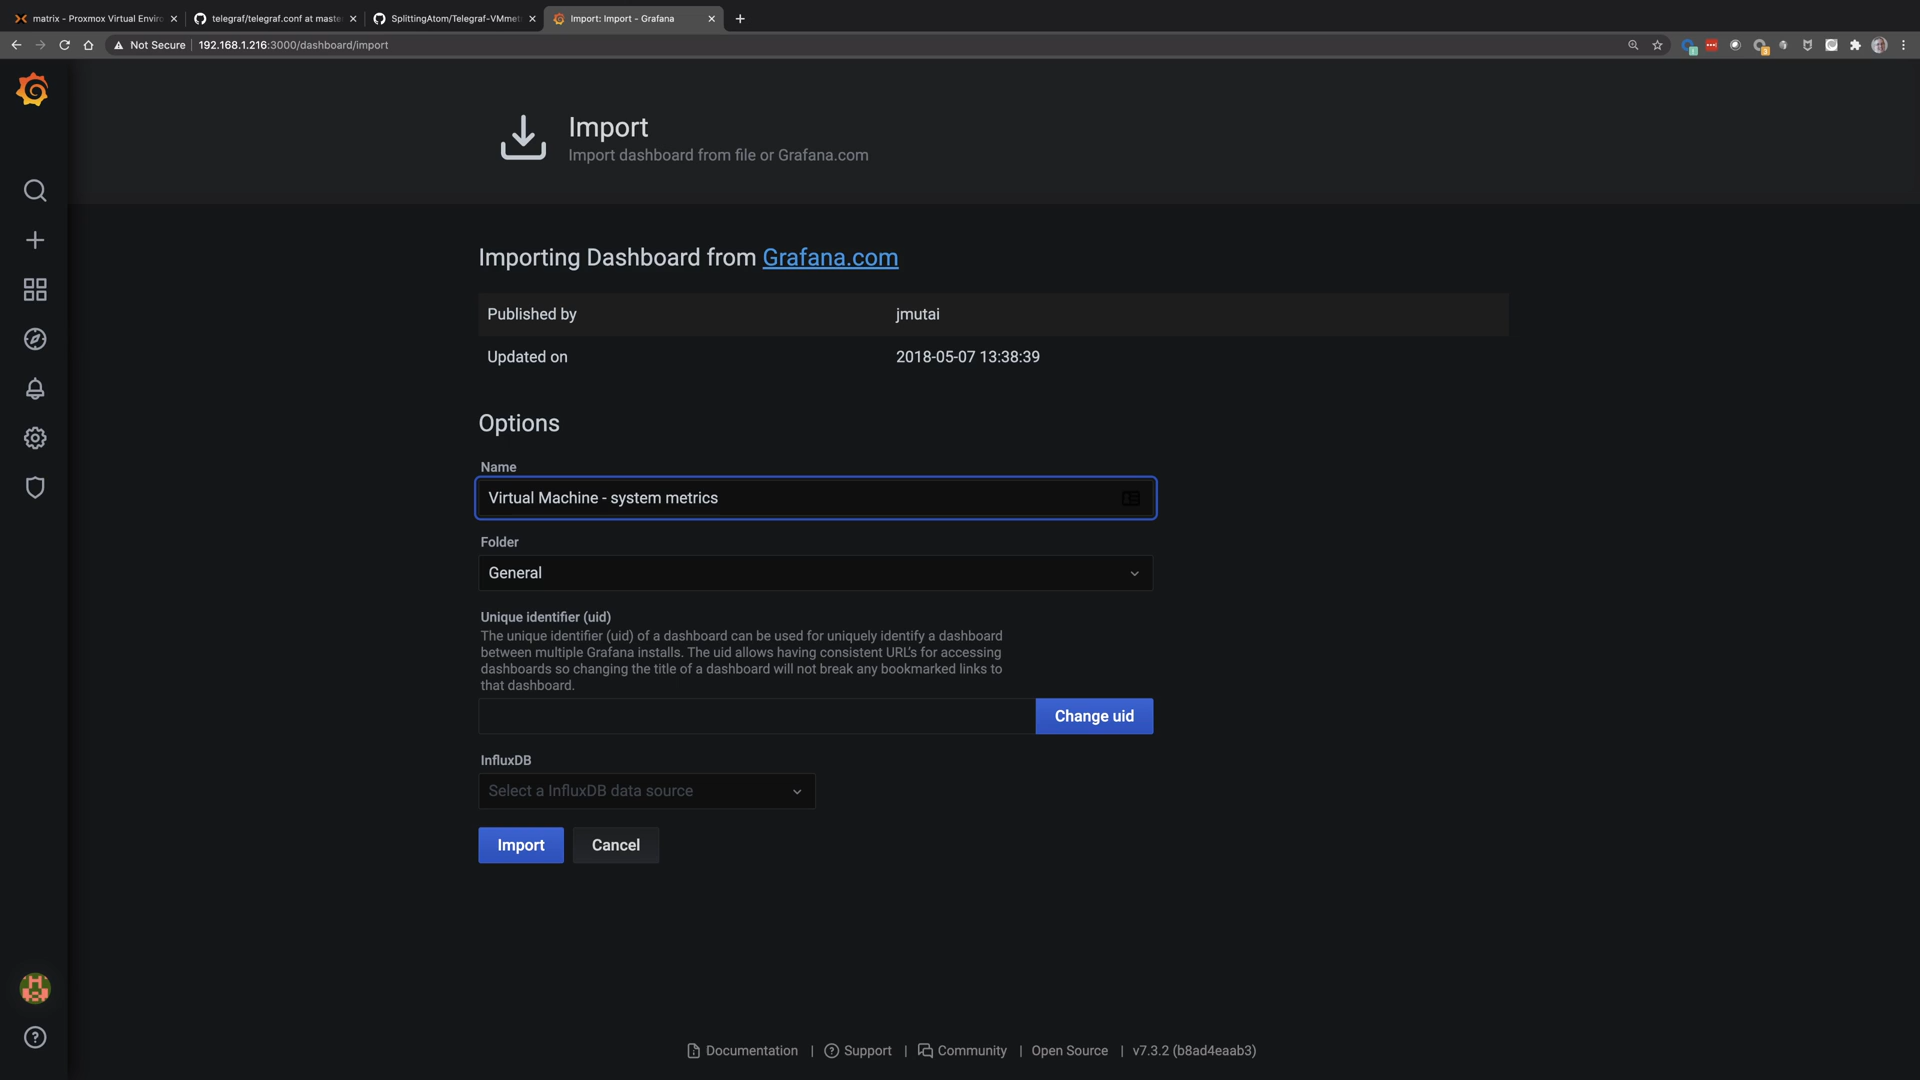 matrix - Proxmox Virtual Enviro
telegraf/telegraf.conf at master
SplittingAtom/Telegraf-VMmet
Import: Import - Grafana
Not Secure
192.168.1.216:3000/dashboard/import
Import
Import dashboard from file or Grafana.com
Importing Dashboard from Grafana.com
Published by jmutai
Updated on 2018-05-07 13:38:39
Options
Name
Virtual Machine - system metrics
Folder
General
Unique identifier (uid)
The unique identifier (uid) of a dashboard can be used for uniquely identify a dashboard
between multiple Grafana installs. The uid allows having consistent URL's for accessing
dashboards so changing the title of a dashboard will not break any bookmarked links to
that dashboard.
Change uid
InfluxDB
Select a InfluxDB data source
Import Cancel
Documentation | Support | Community | Open Source | v7.3.2 (b8ad4eaab3)